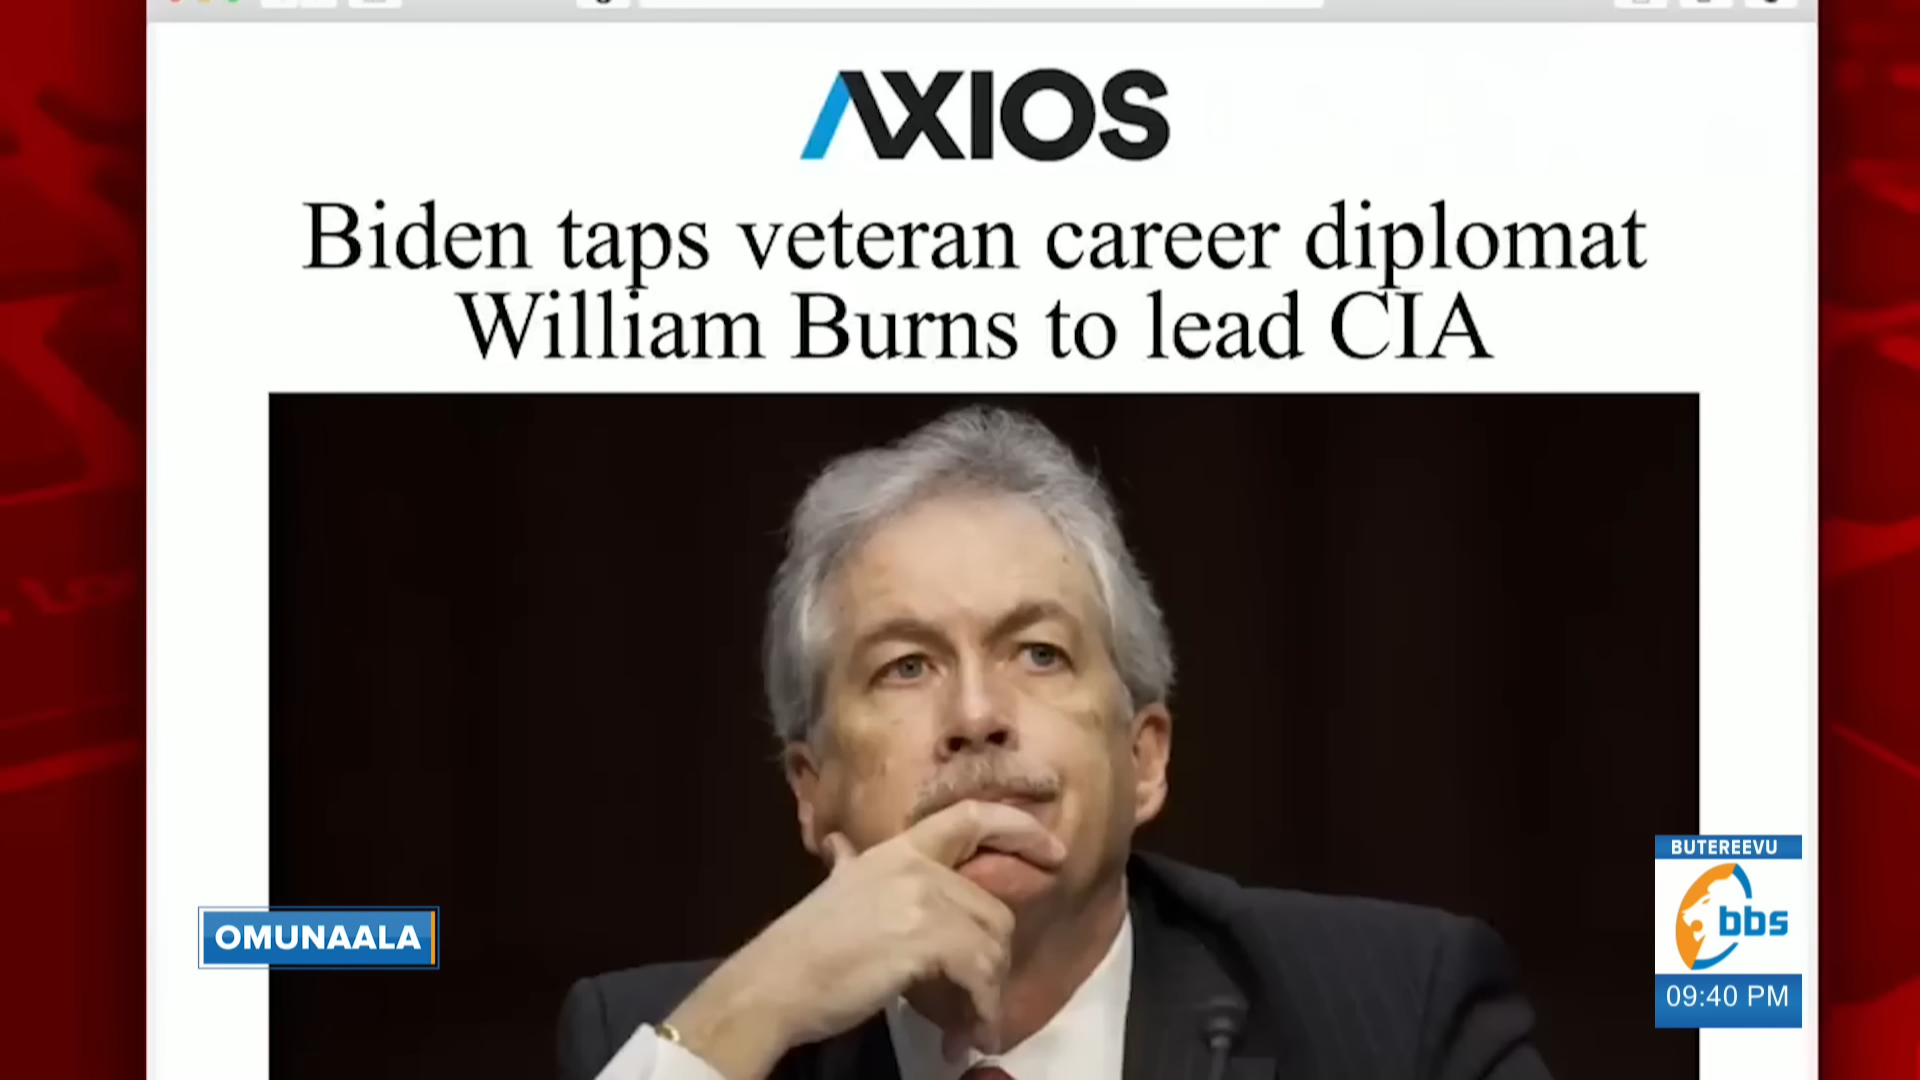 AXIOS
Biden taps veteran career diplomat
William Burns to lead CIA
OMUNAALA
BUTEREEVU
bbs
09:40 PM